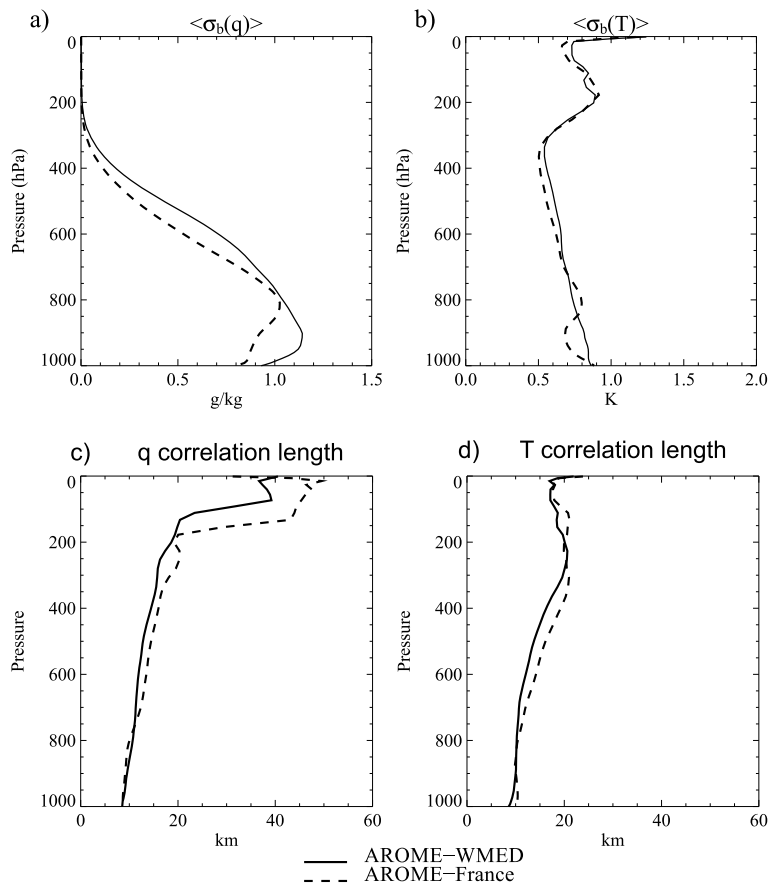 a) <σb(q)>
0
200
400
600
800
1000
Pressure (hPa)
0.0 0.5 1.0 1.5
g/kg
b) <σb(T)>
0
200
400
600
800
1000
Pressure (hPa)
0.0 0.5 1.0 1.5 2.0
K
c) q correlation length
0
200
400
600
800
1000
Pressure
0 20 40 60
km
d) T correlation length
0
200
400
600
800
1000
Pressure
0 20 40 60
km
AROME−WMED
AROME−France